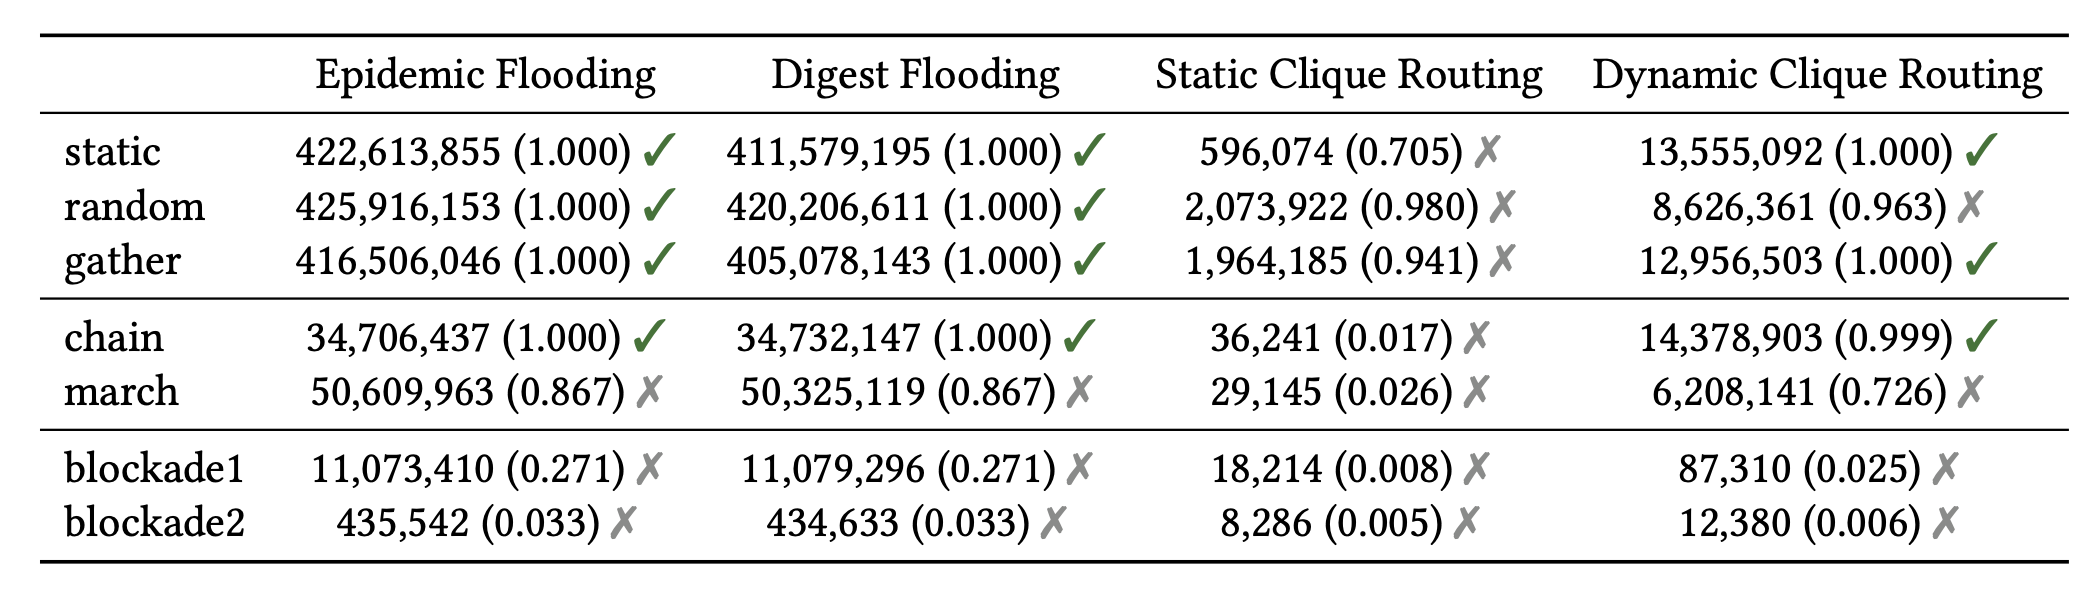 Epidemic Flooding Digest Flooding Static Clique Routing Dynamic Clique Routing
static 422,613,855 (1.000) ✓ 411,579,195 (1.000) ✓ 596,074 (0.705) ✗ 13,555,092 (1.000) ✓
random 425,916,153 (1.000) ✓ 420,206,611 (1.000) ✓ 2,073,922 (0.980) ✗ 8,626,361 (0.963) ✗
gather 416,506,046 (1.000) ✓ 405,078,143 (1.000) ✓ 1,964,185 (0.941) ✗ 12,956,503 (1.000) ✓
chain 34,706,437 (1.000) ✓ 34,732,147 (1.000) ✓ 36,241 (0.017) ✗ 14,378,903 (0.999) ✓
march 50,609,963 (0.867) ✗ 50,325,119 (0.867) ✗ 29,145 (0.026) ✗ 6,208,141 (0.726) ✗
blockade1 11,073,410 (0.271) ✗ 11,079,296 (0.271) ✗ 18,214 (0.008) ✗ 87,310 (0.025) ✗
blockade2 435,542 (0.033) ✗ 434,633 (0.033) ✗ 8,286 (0.005) ✗ 12,380 (0.006) ✗